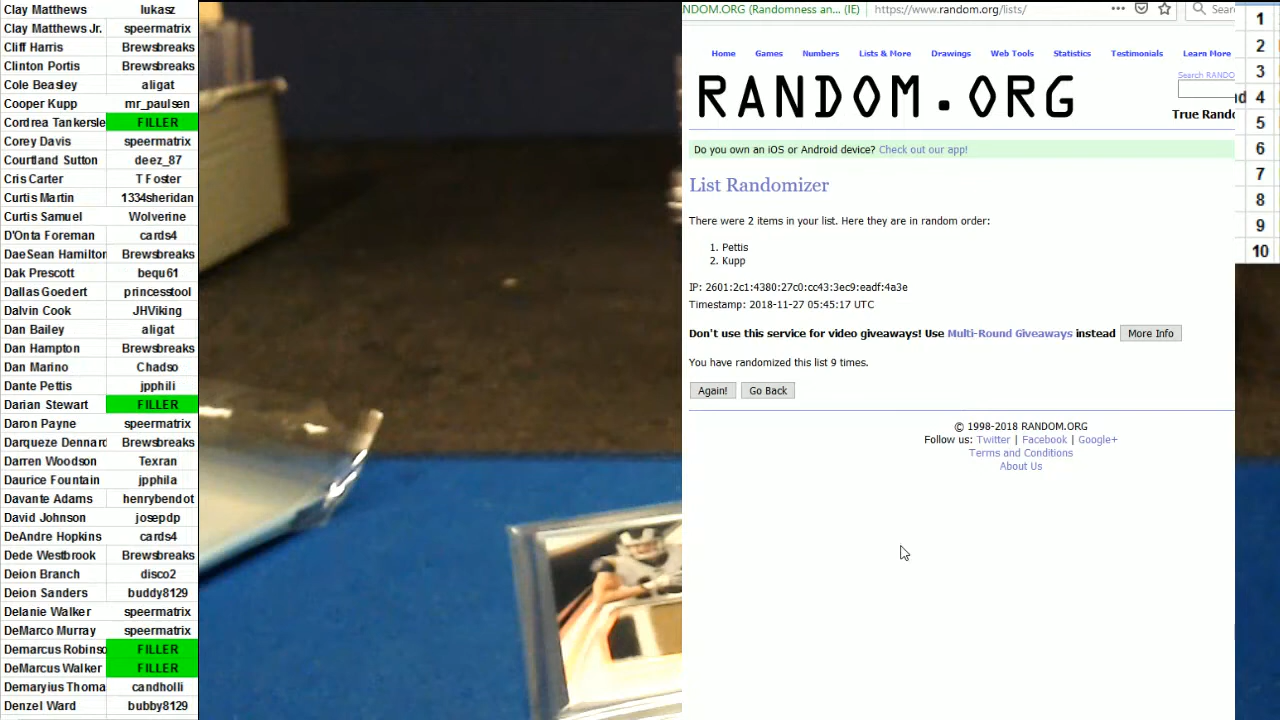 Clay Matthews lukasz
Clay Matthews Jr. speermatrix
Cliff Harris Brewsbreaks
Clinton Portis Brewsbreaks
Cole Beasley aligat
Cooper Kupp mr_paulsen
Cordrea Tankersle FILLER
Corey Davis speermatrix
Courtland Sutton deez_87
Cris Carter T Foster
Curtis Martin 1334sheridan
Curtis Samuel Wolverine
D'Onta Foreman cards4
DaeSean Hamilton Brewsbreaks
Dak Prescott bequ61
Dallas Goedert princesstool
Dalvin Cook JHViking
Dan Bailey aligat
Dan Hampton Brewsbreaks
Dan Marino Chadso
Dante Pettis jpphili
Darian Stewart FILLER
Daron Payne speermatrix
Darqueze Dennard Brewsbreaks
Darren Woodson Texran
Daurice Fountain jpphila
Davante Adams henrybendot
David Johnson josepdp
DeAndre Hopkins cards4
Dede Westbrook Brewsbreaks
Deion Branch disco2
Deion Sanders buddy8129
Delanie Walker speermatrix
DeMarco Murray speermatrix
Demarcus Robinso FILLER
DeMarcus Walker FILLER
Demaryius Thoma candholli
Denzel Ward bubby8129
NDOM.ORG (Randomness an... (IE) https://www.random.org/lists/ ••• Sear
Home Games Numbers Lists & More Drawings Web Tools Statistics Testimonials Learn More
Search RANDO
RANDOM.ORG
True Rando
Do you own an iOS or Android device? Check out our app!
List Randomizer
There were 2 items in your list. Here they are in random order:
1. Pettis
2. Kupp
IP: 2601:2c1:4380:27c0:cc43:3ec9:eadf:4a3e
Timestamp: 2018-11-27 05:45:17 UTC
Don't use this service for video giveaways! Use Multi-Round Giveaways instead More Info
You have randomized this list 9 times.
Again! Go Back
© 1998-2018 RANDOM.ORG
Follow us: Twitter | Facebook | Google+
Terms and Conditions
About Us
1
2
3
4
5
6
7
8
9
10